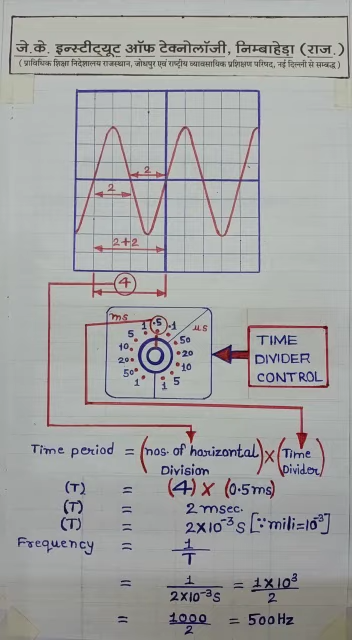 जे.के. इन्स्टीट्यूट ऑफ टेक्नोलॉजी, निम्बाहेड़ा (राज.)
( प्राविधिक शिक्षा निदेशालय राजस्थान, जोधपुर एवं राष्ट्रीय व्यावसायिक प्रशिक्षण परिषद, नई दिल्ली से सम्बद्ध )
2
2
2+2
4
ms
μs
.5
1 .1
5 50
10 20
20 10
50 5
1 1
TIME
DIVIDER
CONTROL
Time period = (nos. of horizontal Division) × (Time Divider)
(T) = (4) × (0.5ms)
(T) = 2 msec.
(T) = 2×10⁻³ S [∵ mili=10⁻³]
Frequency = 1/T
= 1/2×10⁻³S = 1×10³/2
= 1000/2 = 500Hz